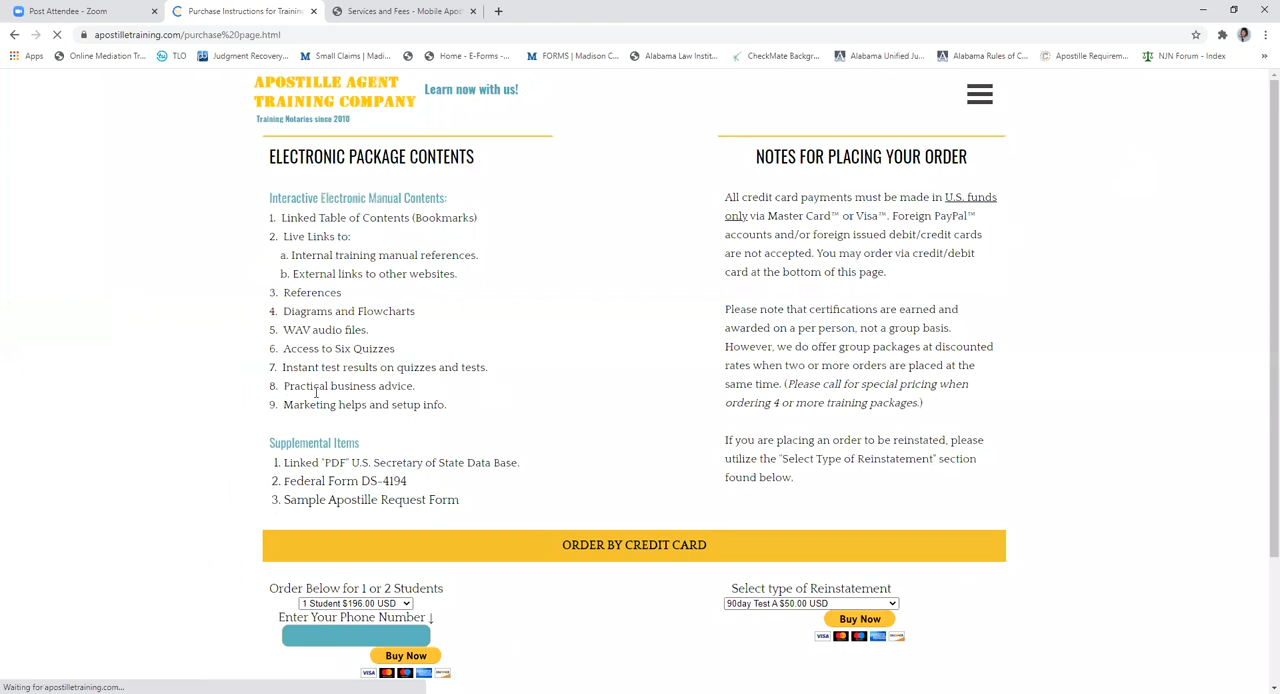 Post Attendee - Zoom
Purchase Instructions for Trainin
Services and Fees - Mobile Apos
apostilletraining.com/purchase%20page.html
Apps
Online Mediation Tr...
TLO
Judgment Recovery...
Small Claims | Madi...
Home - E-Forms -...
FORMS | Madison C...
Alabama Law Instit...
CheckMate Backgr...
Alabama Unified Ju...
Alabama Rules of C...
Apostille Requirem...
NJN Forum - Index
APOSTILLE AGENT
TRAINING COMPANY
Training Notaries since 2010
Learn now with us!
ELECTRONIC PACKAGE CONTENTS
Interactive Electronic Manual Contents:
1. Linked Table of Contents (Bookmarks)
2. Live Links to:
a. Internal training manual references.
b. External links to other websites.
3. References
4. Diagrams and Flowcharts
5. WAV audio files.
6. Access to Six Quizzes
7. Instant test results on quizzes and tests.
8. Practical business advice.
9. Marketing helps and setup info.
Supplemental Items
1. Linked "PDF" U.S. Secretary of State Data Base.
2. Federal Form DS-4194
3. Sample Apostille Request Form
NOTES FOR PLACING YOUR ORDER
All credit card payments must be made in U.S. funds
only via Master Card™ or Visa™. Foreign PayPal™
accounts and/or foreign issued debit/credit cards
are not accepted. You may order via credit/debit
card at the bottom of this page.
Please note that certifications are earned and
awarded on a per person, not a group basis.
However, we do offer group packages at discounted
rates when two or more orders are placed at the
same time. (Please call for special pricing when
ordering 4 or more training packages.)
If you are placing an order to be reinstated, please
utilize the "Select Type of Reinstatement" section
found below.
ORDER BY CREDIT CARD
Order Below for 1 or 2 Students
1 Student $196.00 USD
Enter Your Phone Number ↓
Buy Now
VISA
Select type of Reinstatement
90day Test A $50.00 USD
Buy Now
VISA
Waiting for apostilletraining.com...